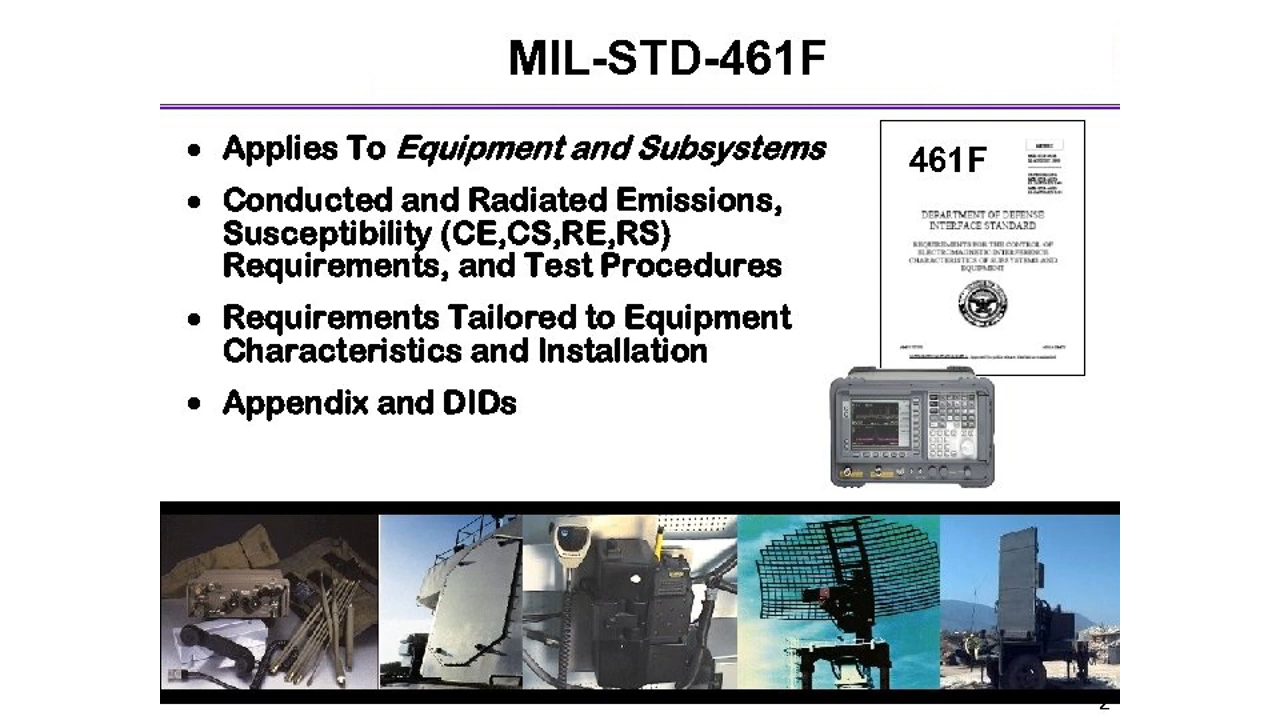 MIL-STD-461F
• Applies To Equipment and Subsystems
• Conducted and Radiated Emissions,
Susceptibility (CE,CS,RE,RS)
Requirements, and Test Procedures
• Requirements Tailored to Equipment
Characteristics and Installation
• Appendix and DIDs
461F
DEPARTMENT OF DEFENSE
INTERFACE STANDARD
REQUIREMENTS FOR THE CONTROL OF
ELECTROMAGNETIC INTERFERENCE
CHARACTERISTICS OF SUBSYSTEMS AND
EQUIPMENT
2